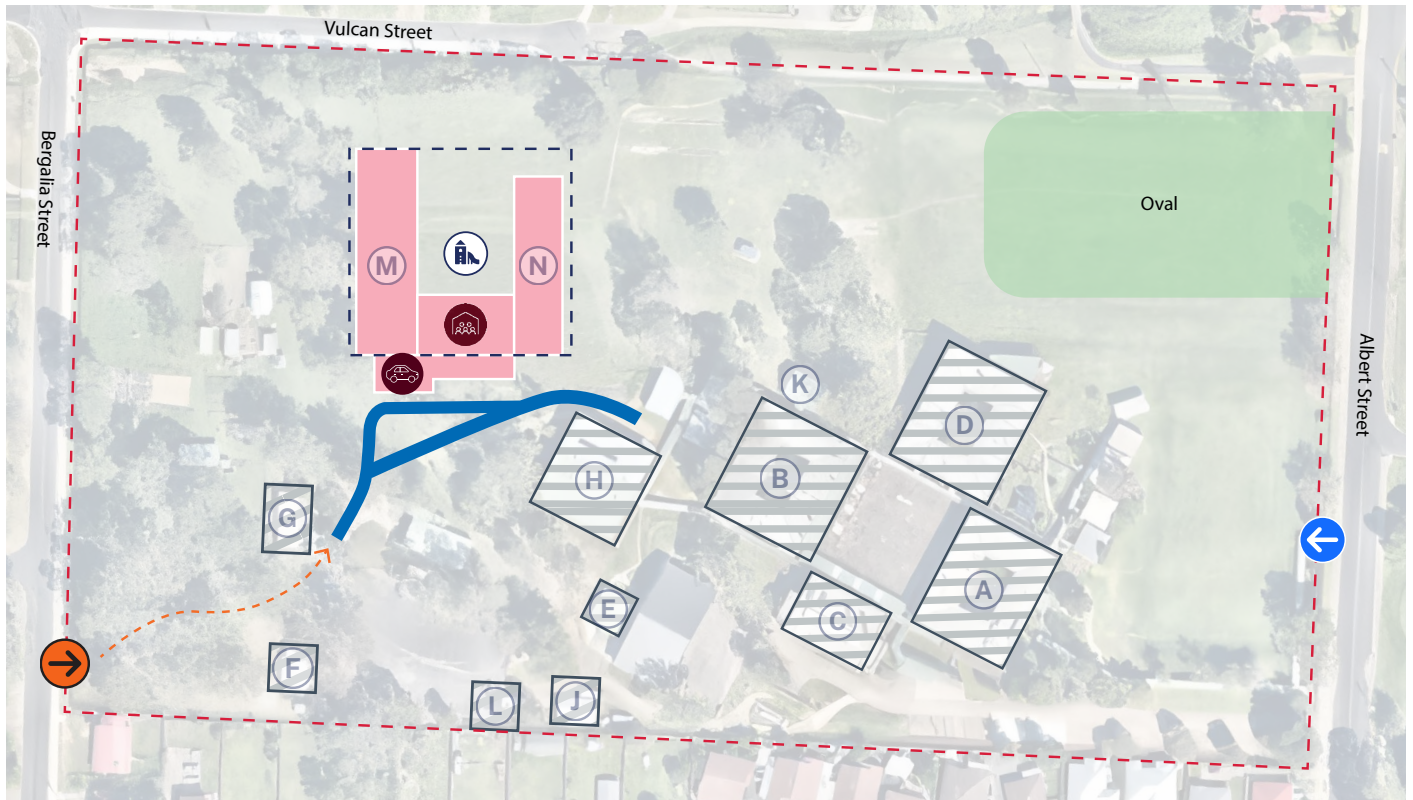 Vulcan Street
Bergalia Street
Oval
M
N
Albert Street
K
D
H
B
G
A
E
C
F
L
J